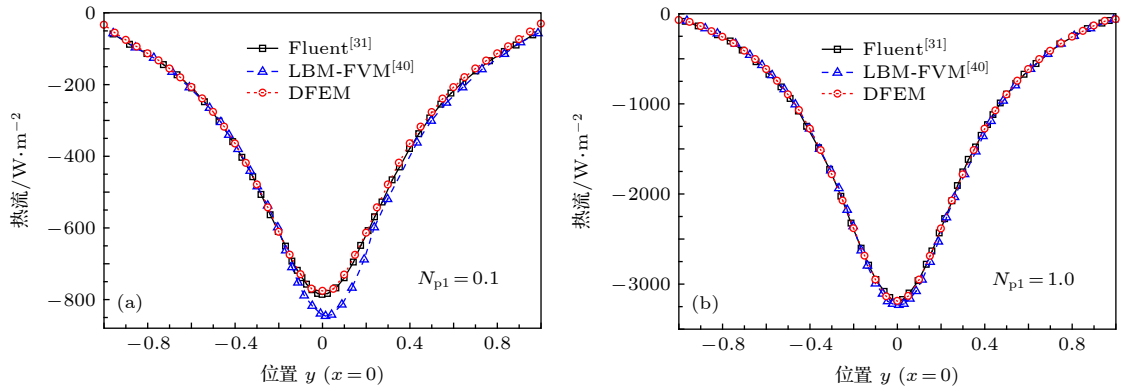 0
−200
−400
−600
−800
热流/W·m⁻²
Fluent[31]
LBM-FVM[40]
DFEM
Np1 = 0.1
(a)
−0.8 −0.4 0 0.4 0.8
位置 y (x = 0)
0
−1000
−2000
−3000
热流/W·m⁻²
Fluent[31]
LBM-FVM[40]
DFEM
Np1 = 1.0
(b)
−0.8 −0.4 0 0.4 0.8
位置 y (x = 0)